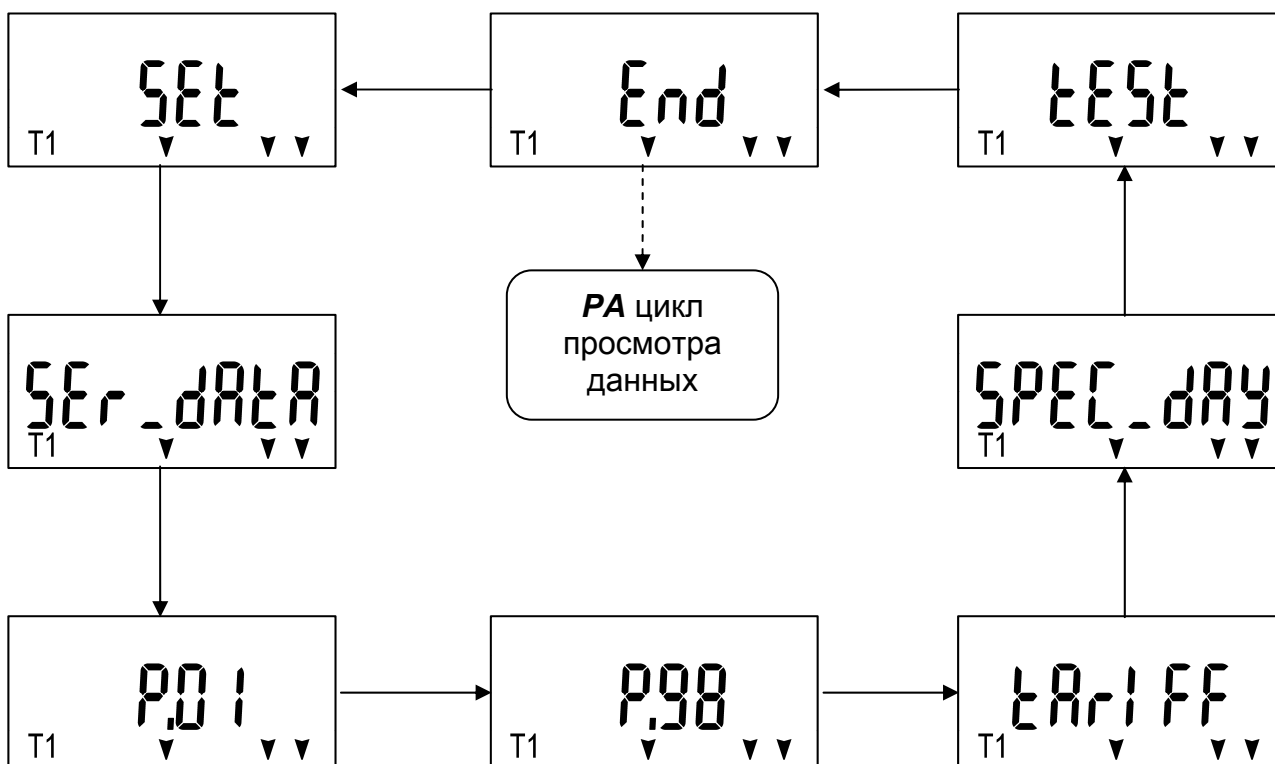 SEt
T1
End
T1
tESt
T1
PA цикл
просмотра
данных
SEr_dAtA
T1
SPEC_dAY
T1
P.01
T1
P.98
T1
tArIFF
T1